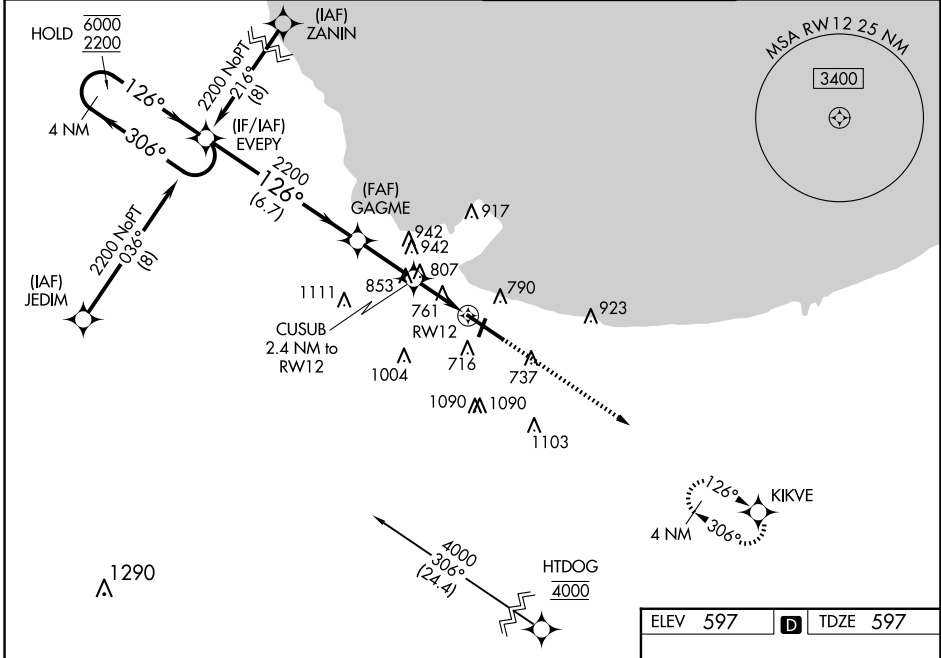 HOLD 6000
2200
(IAF)
ZANIN
2200 NoPT
216°
(8)
126°
4 NM
306°
(IF/IAF)
EVEPY
2200
126°
(6.7)
2200 NoPT
036°
(8)
(IAF)
JEDIM
(FAF)
GAGME
MSA RW12 25 NM
3400
917
942
942
807
853
761
790
923
1111
CUSUB
2.4 NM to
RW12
RW12
716
737
1004
1090
1090
1103
126°
KIKVE
4 NM
306°
4000
306°
(24.4)
HTDOG
4000
1290
ELEV 597 D TDZE 597